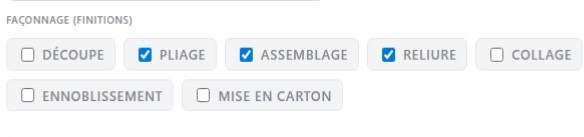 FAÇONNAGE (FINITIONS)
DÉCOUPE PLIAGE ASSEMBLAGE RELIURE COLLAGE
ENNOBLISSEMENT MISE EN CARTON